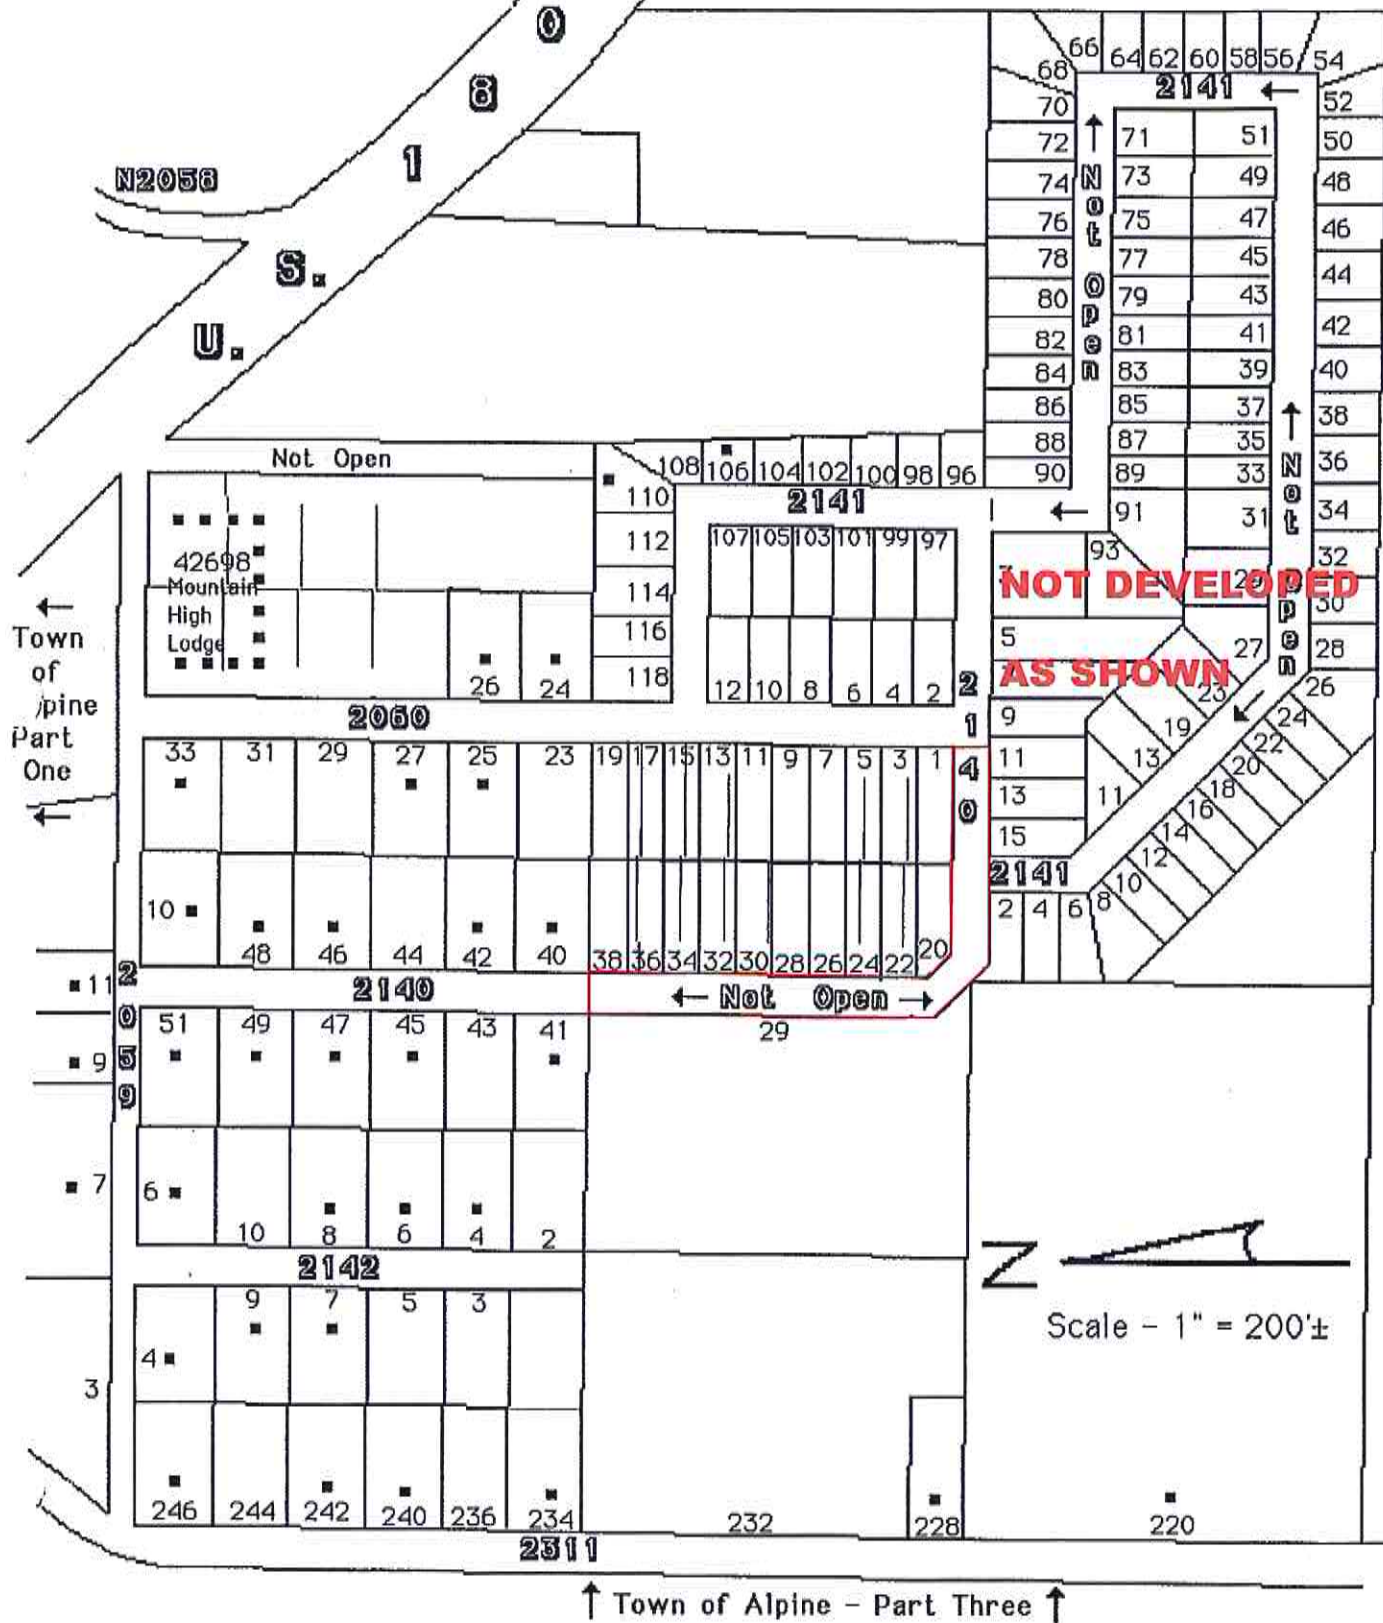 U. S. 1 8 0
N2058
66 64 62 60 58 56 54
68
2141 ←
70 52
72 71 51 50
74 73 49 48
76 75 47 46
78 77 45 44
80 79 43
82 81 41 42
84 83 39 40
86 85 37 38
88 87 35 36
90 89 33
91 31 34
93 32
29 30
27 28
↑ Not Open
↑ Not Open
Not Open
108 106 104 102 100 98 96
110 2141 ←
112 107 105 103 101 99 97
114
116
118 12 10 8 6 4 2
42698
Mountain
High
Lodge
26 24
NOT DEVELOPED
AS SHOWN
5
9
11
13
15
23
19
13
11
26
24
22
20
18
16
14
12
10
8
←
Town
of
pine
Part
One
←
2060
2140
33 31 29 27 25 23 19 17 15 13 11 9 7 5 3 1
2141
2 4 6
10 48 46 44 42 40 38 36 34 32 30 28 26 24 22 20
2059
2140
← Not Open →
29
11
51 49 47 45 43 41
9
7
6 10 8 6 4 2
2142
9 7 5 3
4
3
N
Scale - 1" = 200'±
246 244 242 240 236 234 232 228 220
2311
↑ Town of Alpine - Part Three ↑